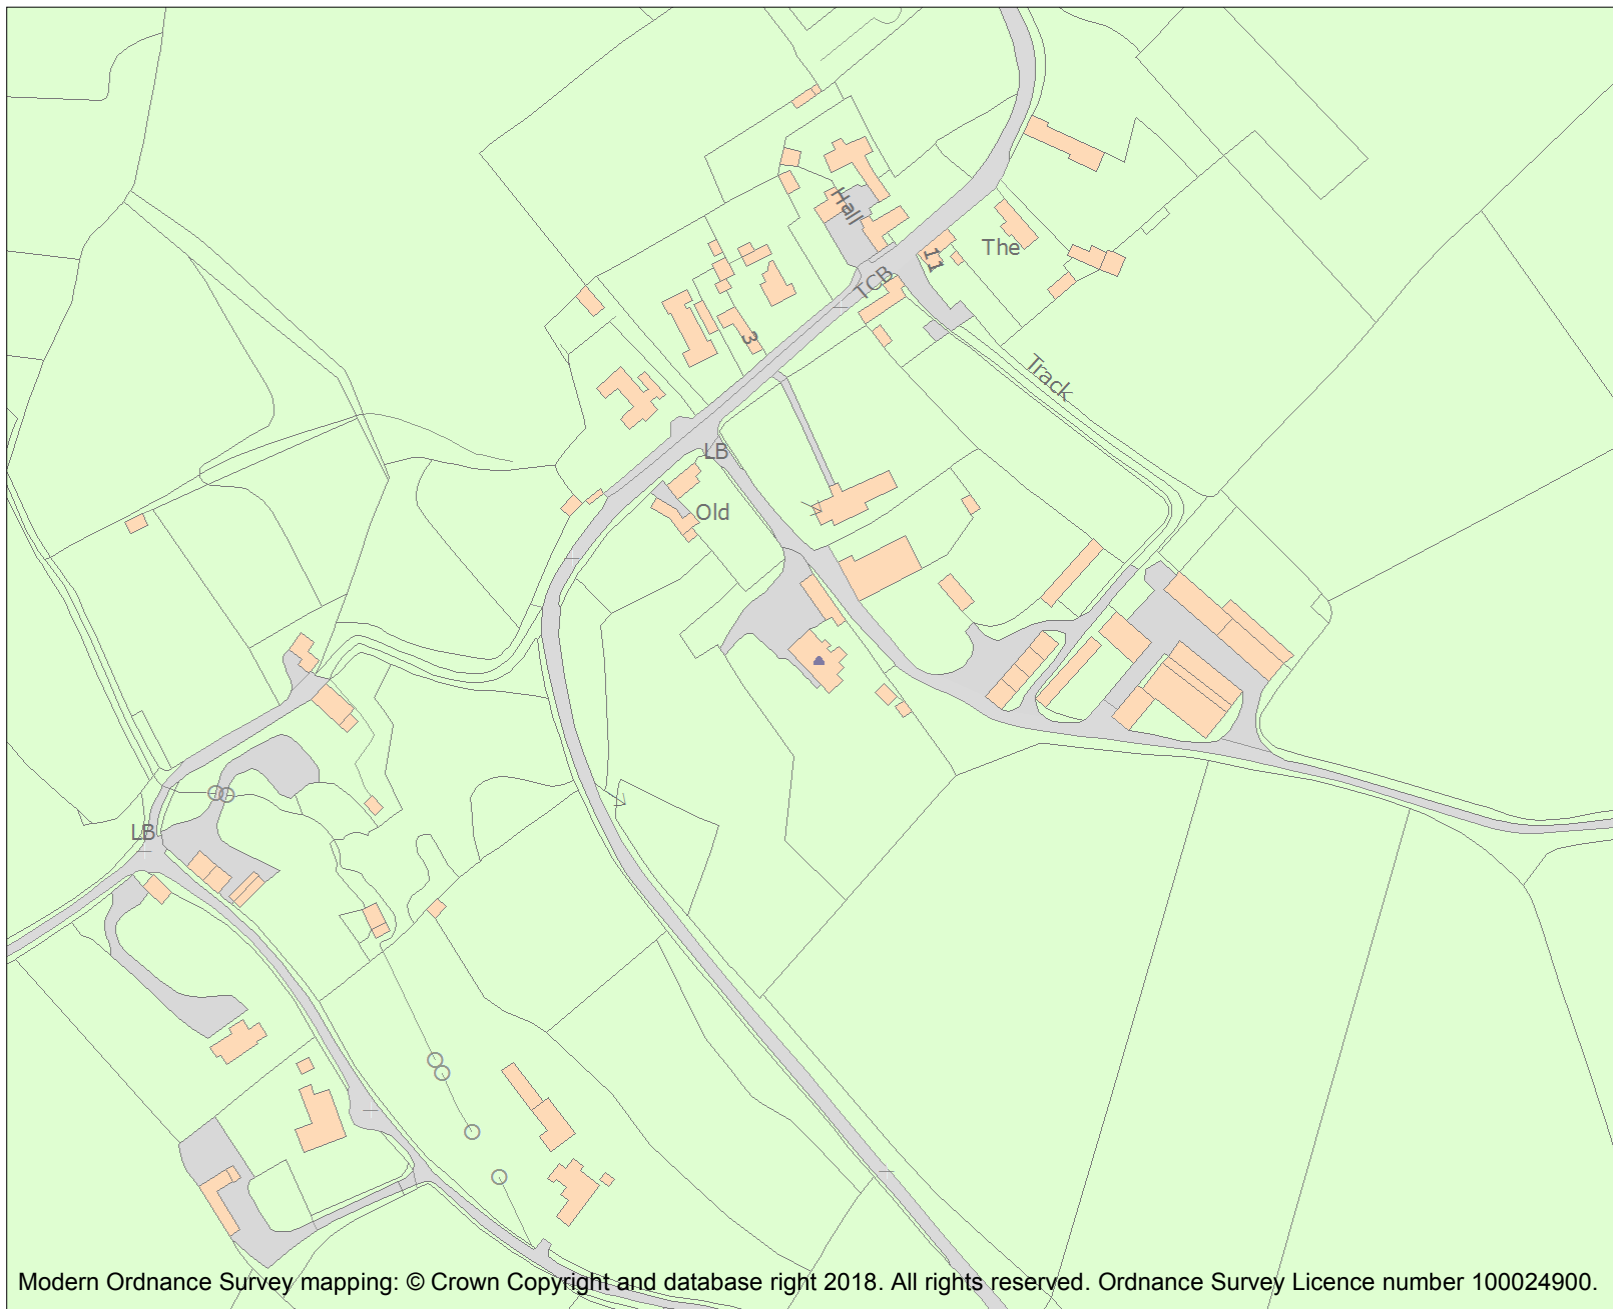 Hall
The
11
TCB
3
Track
LB
Old
LB
Modern Ordnance Survey mapping: © Crown Copyright and database right 2018. All rights reserved. Ordnance Survey Licence number 100024900.